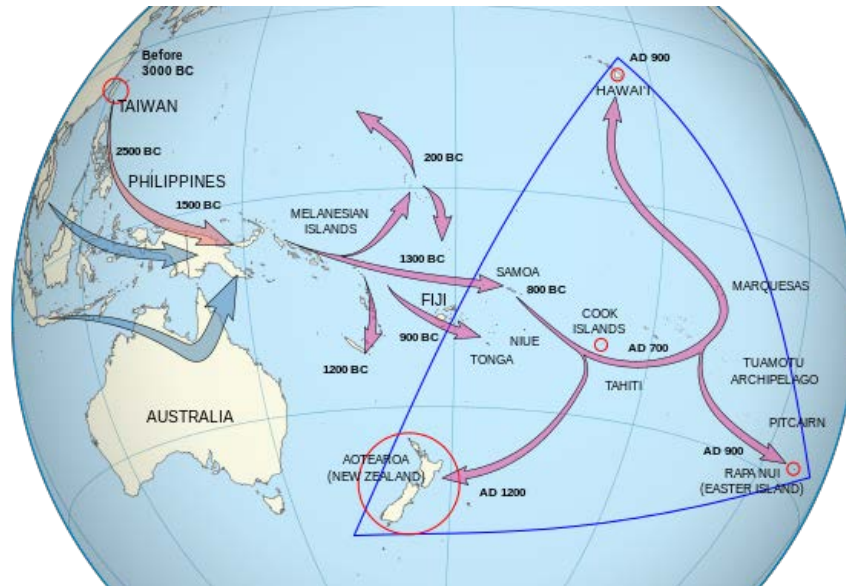 Before
3000 BC
AD 900
HAWAI'I
TAIWAN
2500 BC
200 BC
PHILIPPINES
1500 BC
MELANESIAN
ISLANDS
1300 BC
SAMOA
800 BC
MARQUESAS
FIJI
COOK
ISLANDS
900 BC
NIUE
AD 700
TONGA
1200 BC
TUAMOTU
ARCHIPELAGO
TAHITI
AUSTRALIA
PITCAIRN
AD 900
AOTEAROA
(NEW ZEALAND)
RAPA NUI
(EASTER ISLAND)
AD 1200